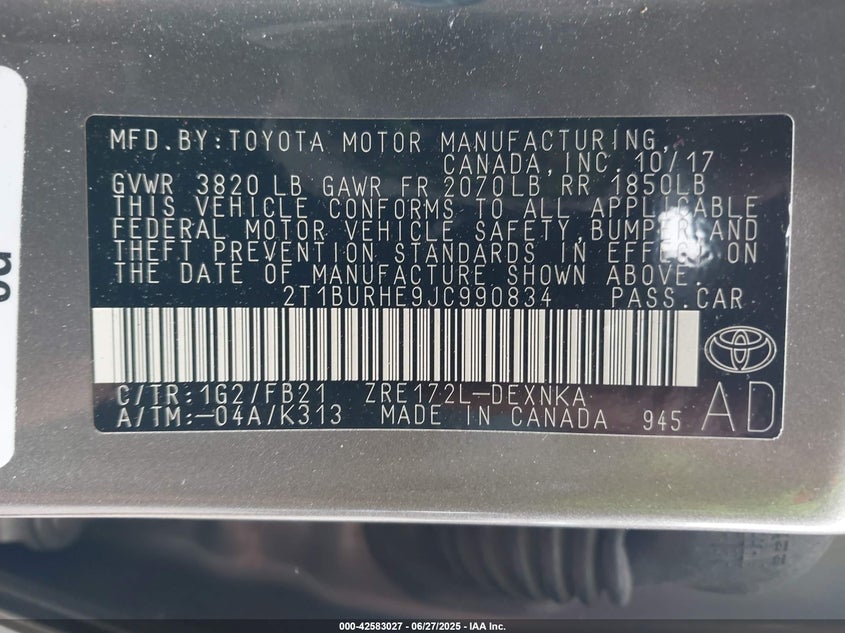 MFD.BY:TOYOTA MOTOR MANUFACTURING,
CANADA,INC. 10/17
GVWR 3820 LB GAWR FR 2070LB RR 1850LB
THIS VEHICLE CONFORMS TO ALL APPLICABLE
FEDERAL MOTOR VEHICLE SAFETY, BUMPER AND
THEFT PREVENTION STANDARDS IN EFFECT ON
THE DATE OF MANUFACTURE SHOWN ABOVE.
2T1BURHE9JC990834 PASS.CAR
C/TR:1G2/FB21 ZRE172L-DEXNKA
A/TM:-04A/K313 MADE IN CANADA 945
AD
000-42583027 - 06/27/2025 - IAA Inc.